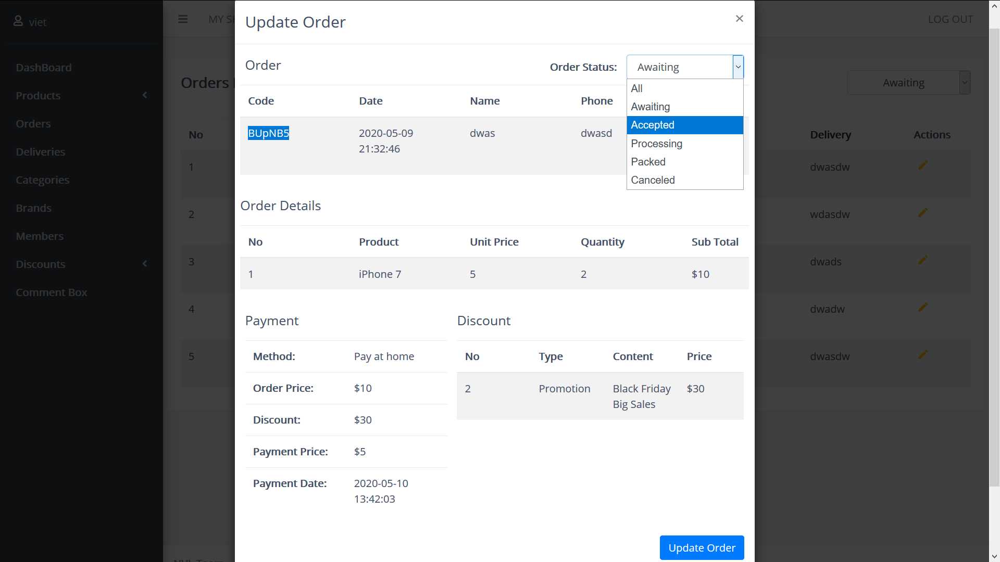 viet
DashBoard
Products
Orders
Deliveries
Categories
Brands
Members
Discounts
Comment Box
MY SH
LOG OUT
Orders
Awaiting
No
Delivery
Actions
1
dwasdw
2
wdasdw
3
dwads
4
dwadw
5
dwasdw
Update Order
×
Order
Order Status:
Awaiting
All
Awaiting
Accepted
Processing
Packed
Canceled
Code
Date
Name
Phone
BUpNB5
2020-05-09
21:32:46
dwas
dwasd
Order Details
No
Product
Unit Price
Quantity
Sub Total
1
iPhone 7
5
2
$10
Payment
Method:
Pay at home
Order Price:
$10
Discount:
$30
Payment Price:
$5
Payment Date:
2020-05-10
13:42:03
Discount
No
Type
Content
Price
2
Promotion
Black Friday
Big Sales
$30
Update Order